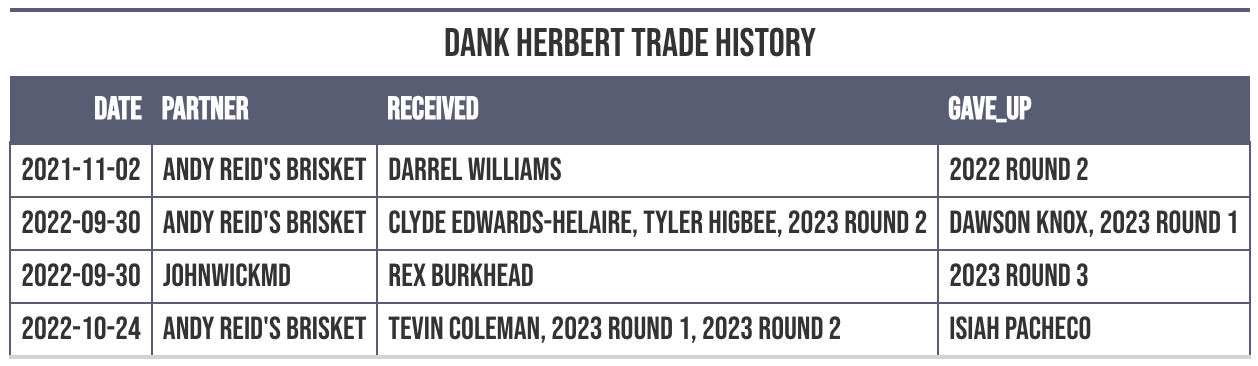 DANK HERBERT TRADE HISTORY
DATE PARTNER RECEIVED GAVE_UP
2021-11-02 ANDY REID'S BRISKET DARREL WILLIAMS 2022 ROUND 2
2022-09-30 ANDY REID'S BRISKET CLYDE EDWARDS-HELAIRE, TYLER HIGBEE, 2023 ROUND 2 DAWSON KNOX, 2023 ROUND 1
2022-09-30 JOHNWICKMD REX BURKHEAD 2023 ROUND 3
2022-10-24 ANDY REID'S BRISKET TEVIN COLEMAN, 2023 ROUND 1, 2023 ROUND 2 ISIAH PACHECO